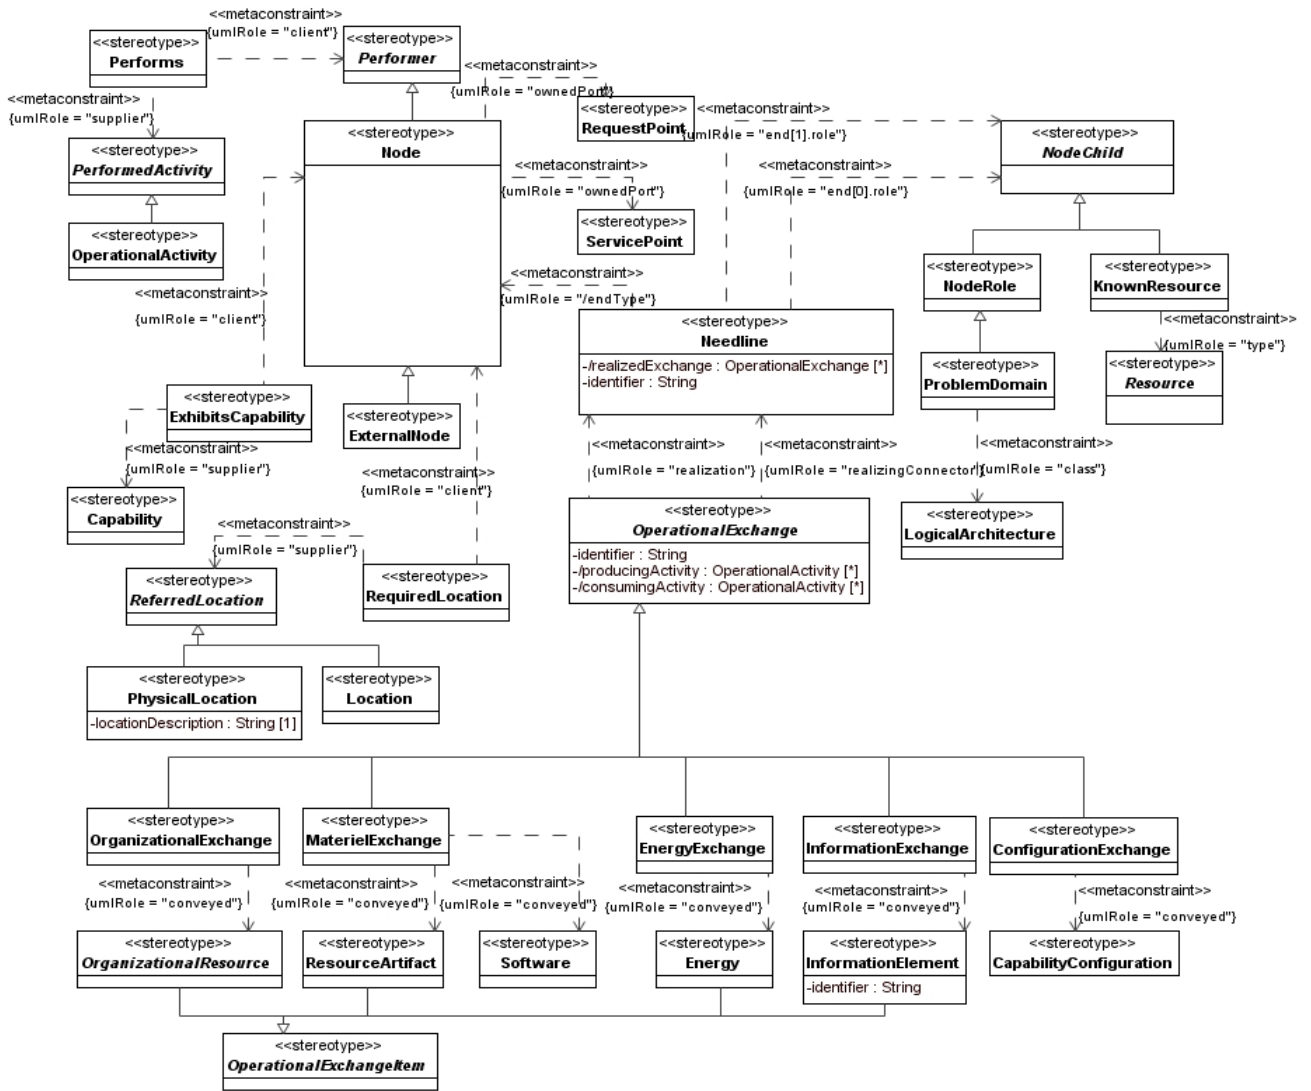 <<metaconstraint>>
{umlRole = "client"}
<<stereotype>>
Performs
<<stereotype>>
Performer
<<metaconstraint>>
{umlRole = "ownedPort"}
<<metaconstraint>>
{umlRole = "supplier"}
<<stereotype>>
RequestPoint
<<metaconstraint>>
{umlRole = "end[1].role"}
<<stereotype>>
Node
<<stereotype>>
NodeChild
<<stereotype>>
PerformedActivity
<<metaconstraint>>
{umlRole = "ownedPort"}
<<metaconstraint>>
{umlRole = "end[0].role"}
<<stereotype>>
OperationalActivity
<<stereotype>>
ServicePoint
<<stereotype>>
NodeRole
<<stereotype>>
KnownResource
<<metaconstraint>>
{umlRole = "client"}
<<metaconstraint>>
{umlRole = "/endType"}
<<stereotype>>
Needline
-/realizedExchange : OperationalExchange [*]
-identifier : String
<<metaconstraint>>
{umlRole = "type"}
<<stereotype>>
ProblemDomain
<<stereotype>>
Resource
<<stereotype>>
ExhibitsCapability
<<stereotype>>
ExternalNode
<<metaconstraint>>
{umlRole = "supplier"}
<<metaconstraint>>
{umlRole = "client"}
<<metaconstraint>>
{umlRole = "realization"}
<<metaconstraint>>
{umlRole = "realizingConnector"}
<<metaconstraint>>
{umlRole = "class"}
<<stereotype>>
Capability
<<stereotype>>
OperationalExchange
-identifier : String
-/producingActivity : OperationalActivity [*]
-/consumingActivity : OperationalActivity [*]
<<stereotype>>
LogicalArchitecture
<<metaconstraint>>
{umlRole = "supplier"}
<<stereotype>>
ReferredLocation
<<stereotype>>
RequiredLocation
<<stereotype>>
PhysicalLocation
-locationDescription : String [1]
<<stereotype>>
Location
<<stereotype>>
OrganizationalExchange
<<stereotype>>
MaterielExchange
<<stereotype>>
EnergyExchange
<<stereotype>>
InformationExchange
<<stereotype>>
ConfigurationExchange
<<metaconstraint>>
{umlRole = "conveyed"}
<<metaconstraint>>
{umlRole = "conveyed"}
<<metaconstraint>>
{umlRole = "conveyed"}
<<metaconstraint>>
{umlRole = "conveyed"}
<<metaconstraint>>
{umlRole = "conveyed"}
<<metaconstraint>>
{umlRole = "conveyed"}
<<stereotype>>
OrganizationalResource
<<stereotype>>
ResourceArtifact
<<stereotype>>
Software
<<stereotype>>
Energy
<<stereotype>>
InformationElement
-identifier : String
<<stereotype>>
CapabilityConfiguration
<<stereotype>>
OperationalExchangeItem